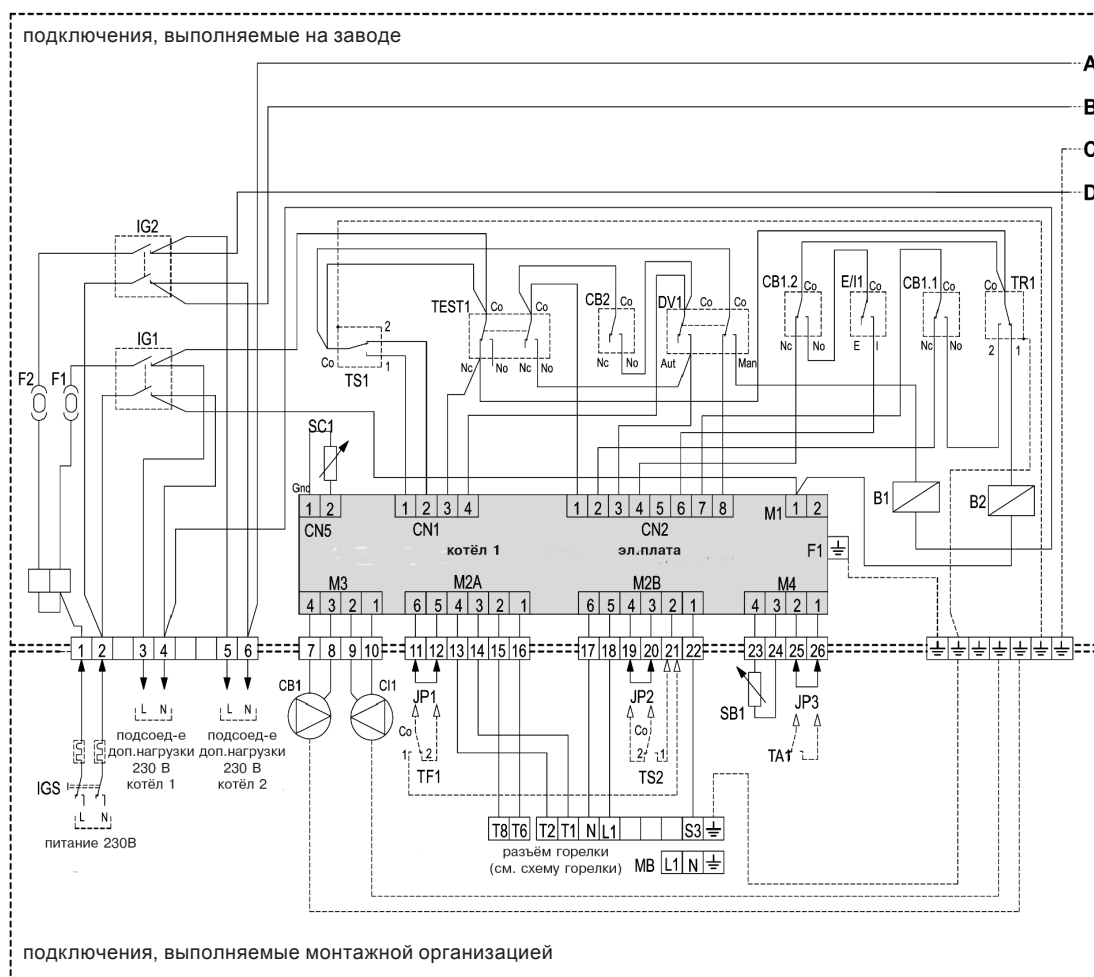 подключения, выполняемые на заводе
A
B
C
D
IG2
IG1
F2 F1
TEST1 Co Co
Nc No Nc No
CB2 Co
Nc No
DV1 Co Co
Aut Man
CB1.2 Co
Nc No
E/I1 Co
E I
CB1.1 Co
Nc No
Co TR1
2 1
2
Co 1
TS1
SC1
Gnd
1 2
CN5
1 2 3 4
CN1
1 2 3 4 5 6 7 8
CN2
M1 1 2
B1
B2
котёл 1 эл.плата
F1
M3
4 3 2 1
M2A
6 5 4 3 2 1
M2B
6 5 4 3 2 1
M4
4 3 2 1
1 2 3 4 5 6
7 8 9 10
11 12 13 14 15 16
17 18 19 20 21 22
23 24 25 26
CB1
CI1
JP1
Co
1 2
TF1
JP2
Co
2 1
TS2
SB1
JP3
TA1
L N
подсоед-е
доп.нагрузки
230 В
котёл 1
L N
подсоед-е
доп.нагрузки
230 В
котёл 2
IGS
L N
питание 230В
T8 T6 T2 T1 N L1 S3
разъём горелки
(см. схему горелки)
MB L1 N
подключения, выполняемые монтажной организацией